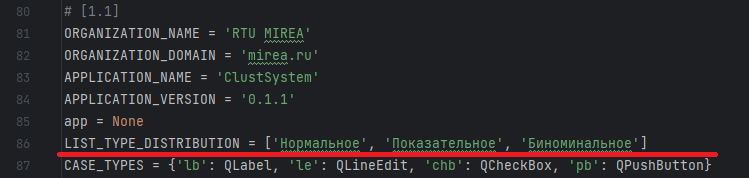 80 # [1.1]
81 ORGANIZATION_NAME = 'RTU MIREA'
82 ORGANIZATION_DOMAIN = 'mirea.ru'
83 APPLICATION_NAME = 'ClustSystem'
84 APPLICATION_VERSION = '0.1.1'
85 app = None
86 LIST_TYPE_DISTRIBUTION = ['Нормальное', 'Показательное', 'Биноминальное']
87 CASE_TYPES = {'lb': QLabel, 'le': QLineEdit, 'chb': QCheckBox, 'pb': QPushButton}